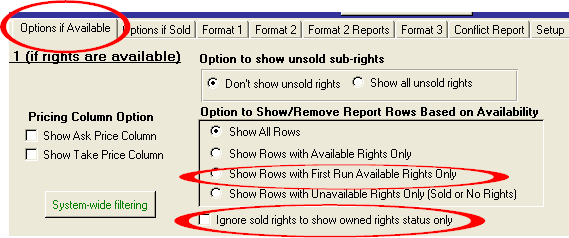 Options if Available Options if Sold Format 1 Format 2 Format 2 Reports Format 3 Conflict Report Setup
1 (if rights are available)
Option to show unsold sub-rights
Don't show unsold rights Show all unsold rights
Pricing Column Option
Show Ask Price Column
Show Take Price Column
System-wide filtering
Option to Show/Remove Report Rows Based on Availability
Show All Rows
Show Rows with Available Rights Only
Show Rows with First Run Available Rights Only
Show Rows with Unavailable Rights Only (Sold or No Rights)
Ignore sold rights to show owned rights status only